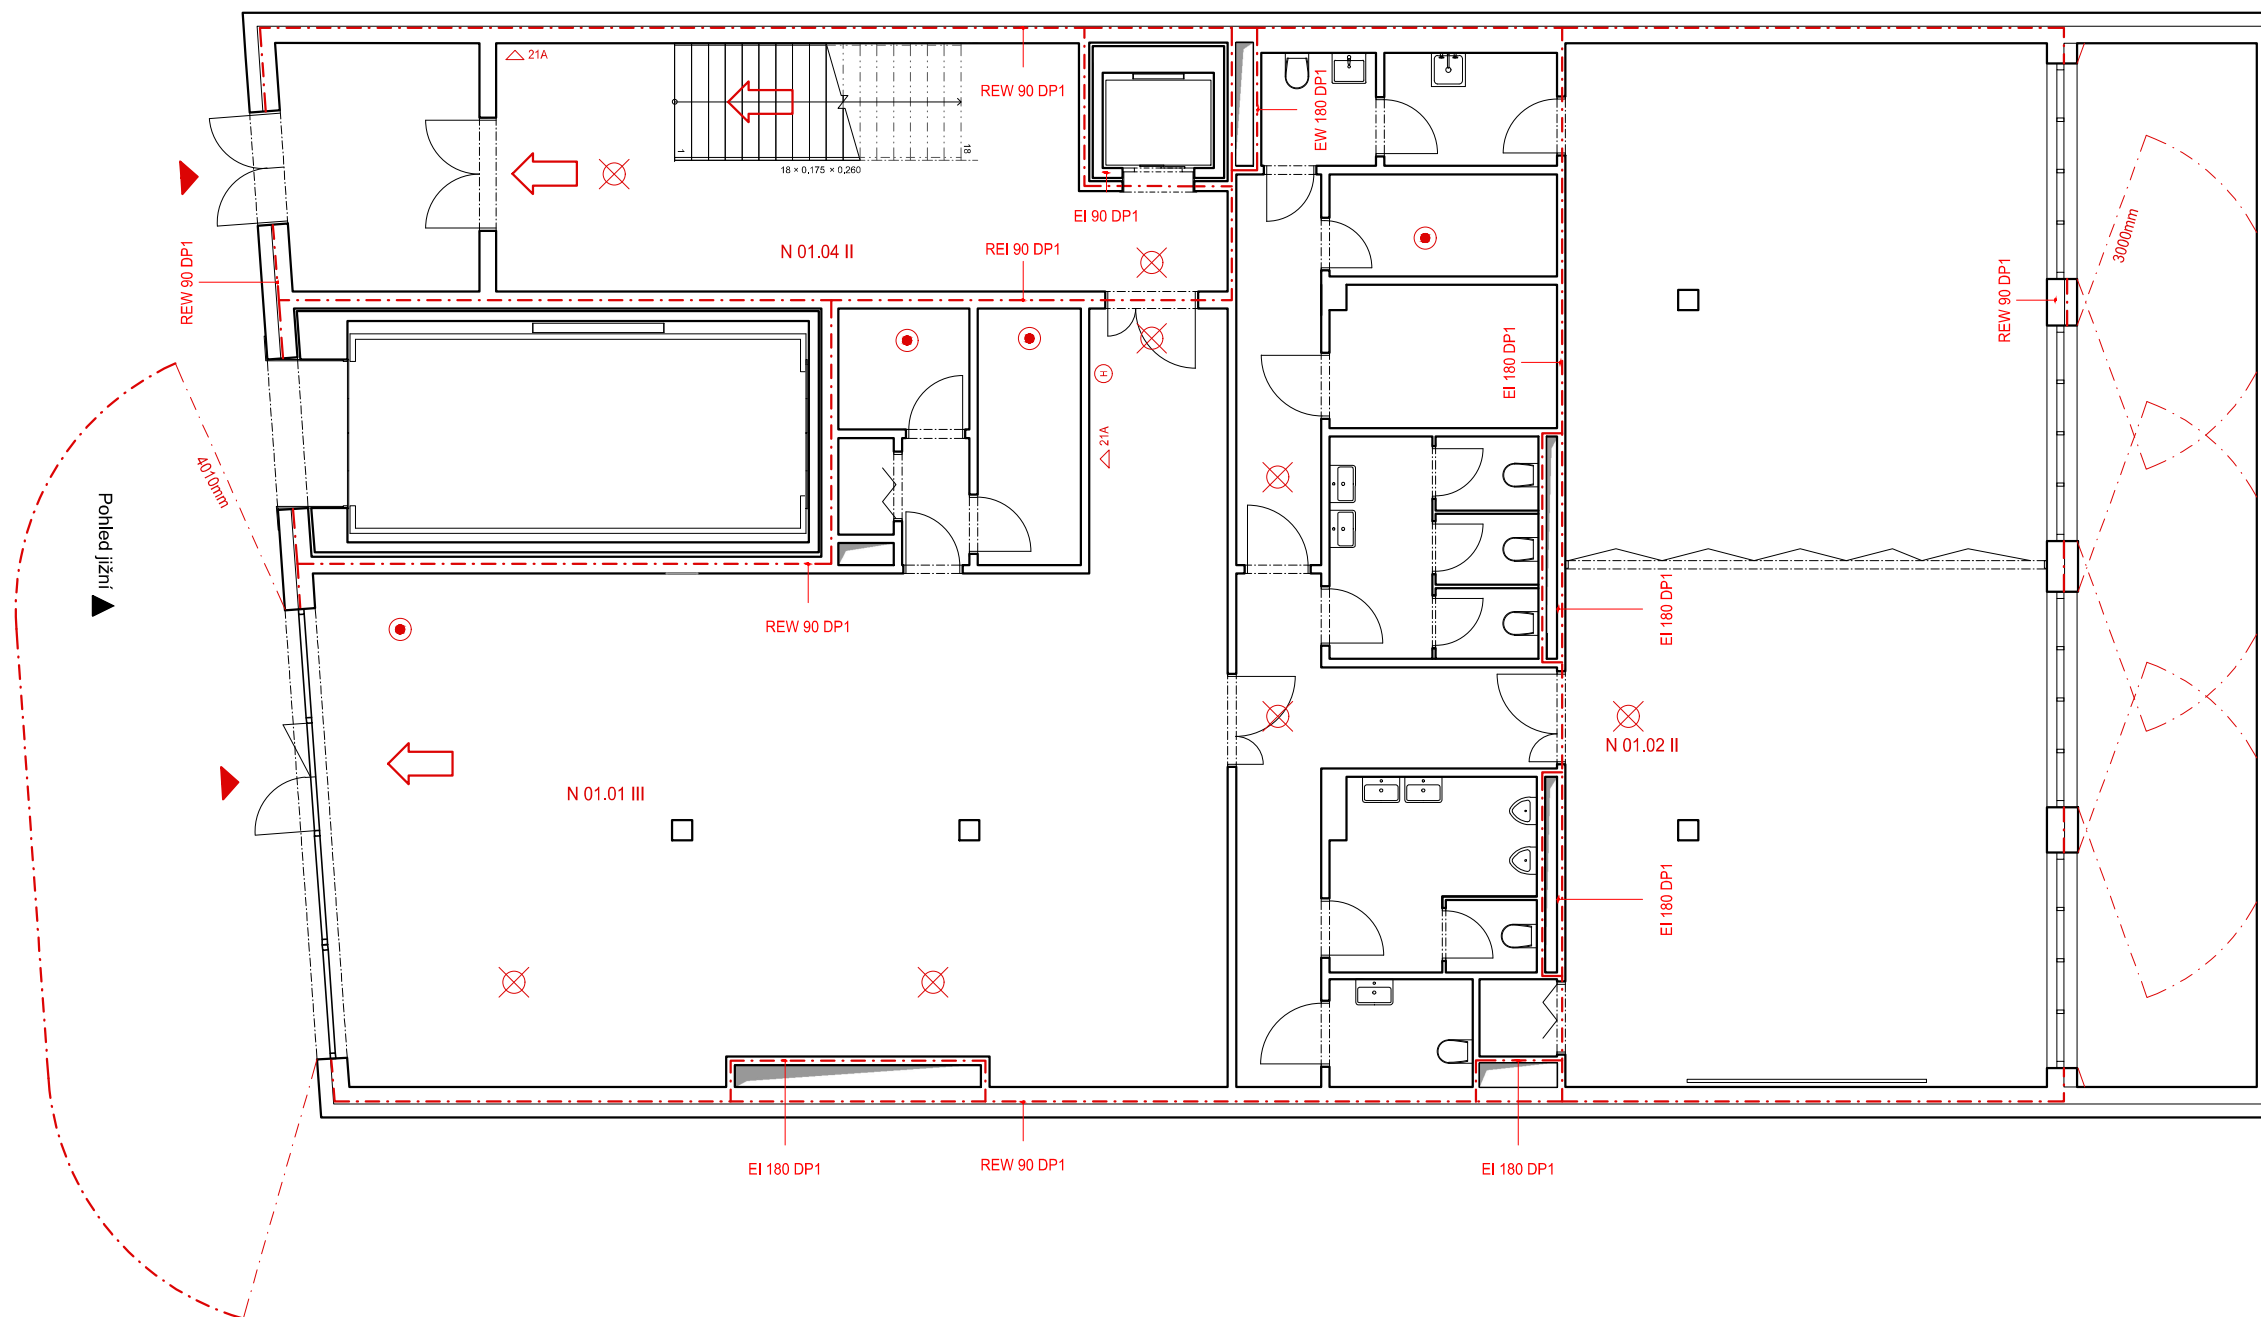 21A
REW 90 DP1
EW 180 DP1
1
18
18 × 0,175 × 0,260
EI 90 DP1
N 01.04 II
REI 90 DP1
REW 90 DP1
3000mm
REW 90 DP1
EI 180 DP1
H
21A
4010mm
Pohled jižní
REW 90 DP1
EI 180 DP1
N 01.02 II
N 01.01 III
EI 180 DP1
EI 180 DP1
REW 90 DP1
EI 180 DP1